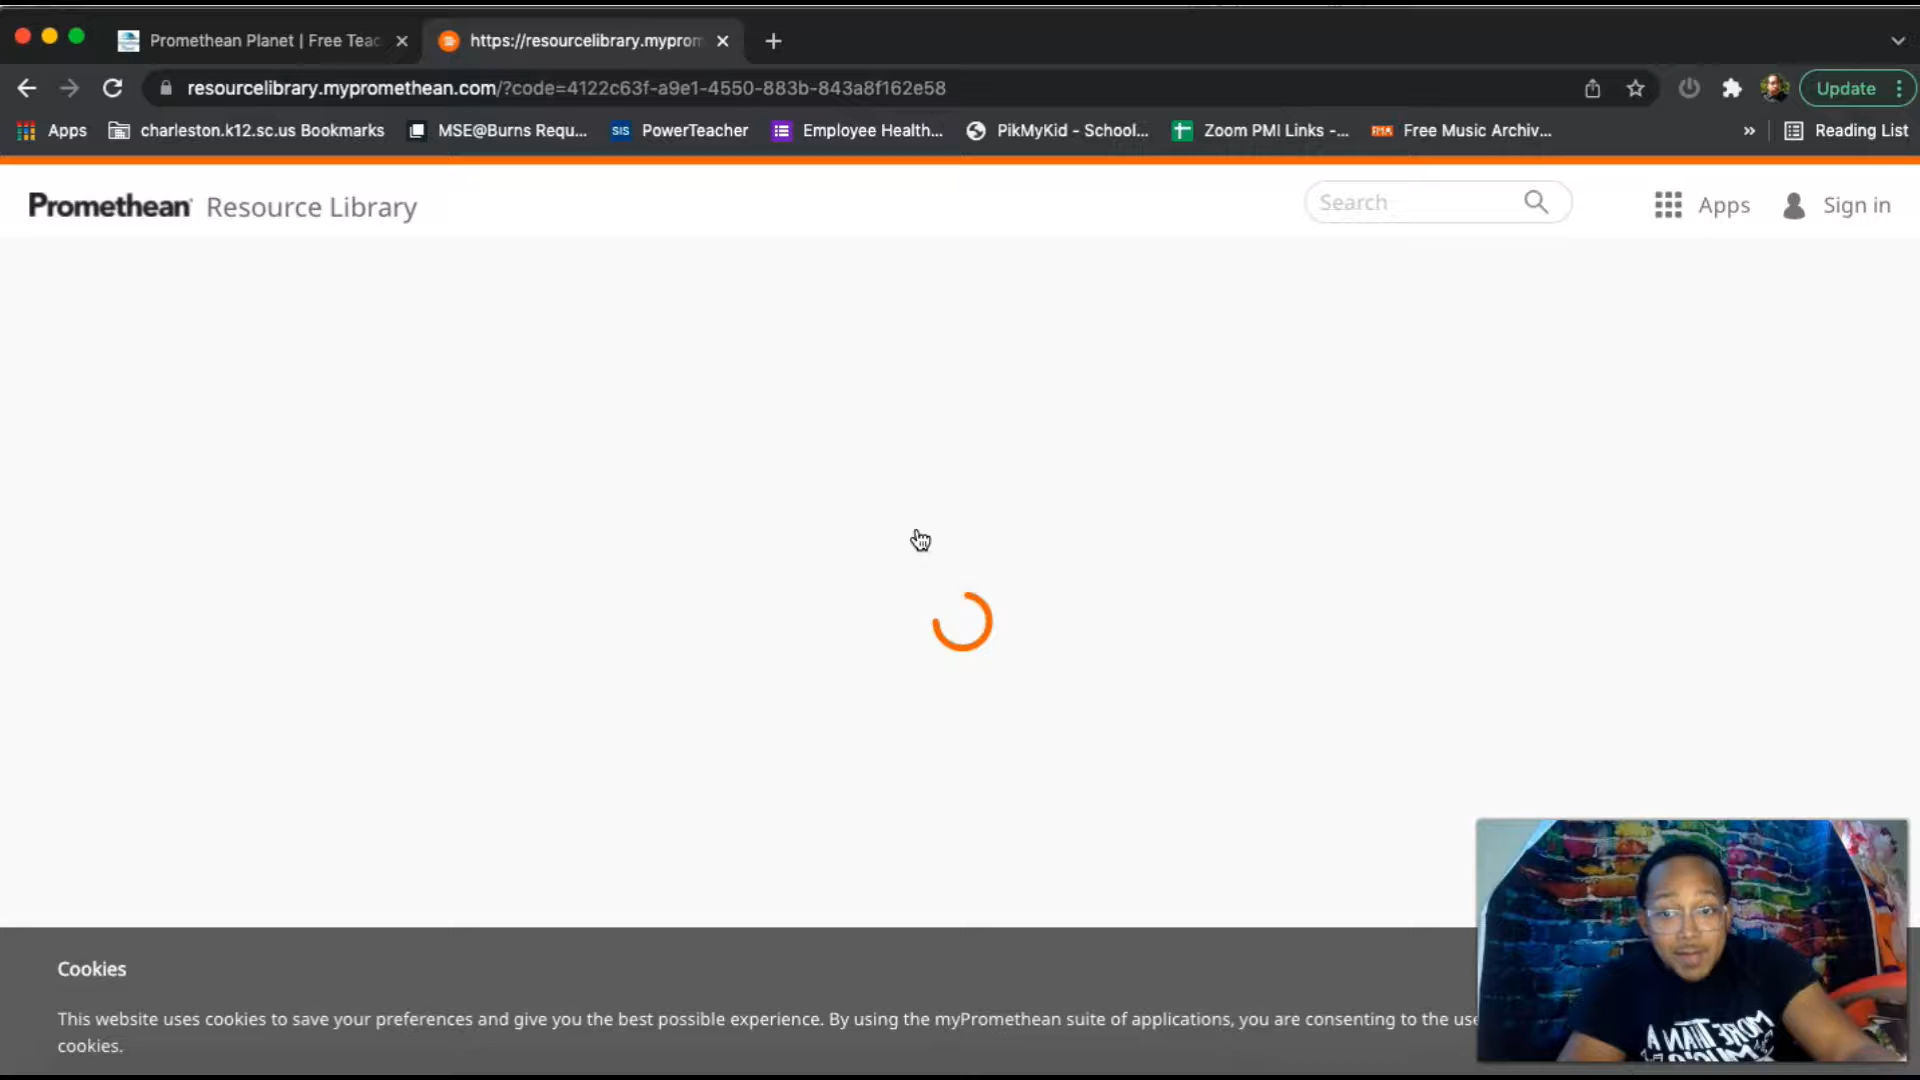 Promethean Planet | Free Teac
https://resourcelibrary.myprom
resourcelibrary.mypromethean.com/?code=4122c63f-a9e1-4550-883b-843a8f162e58
Update
Apps
charleston.k12.sc.us Bookmarks
MSE@Burns Requ...
SIS
PowerTeacher
Employee Health...
PikMyKid - School...
Zoom PMI Links -...
Free Music Archiv...
»
Reading List
Promethean Resource Library
Search
Apps
Sign in
Cookies
This website uses cookies to save your preferences and give you the best possible experience. By using the myPromethean suite of applications, you are consenting to the use
cookies.
MORE THAN A